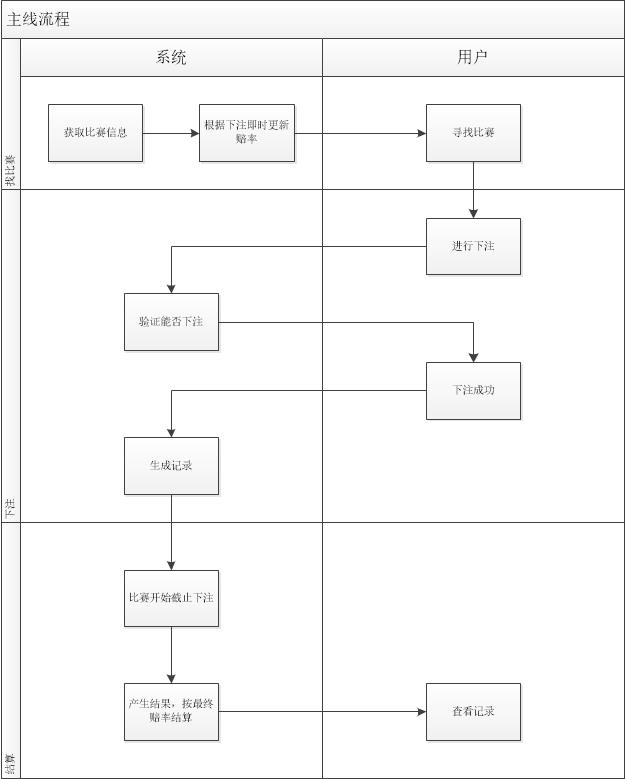 主线流程
系统
用户
找比赛
获取比赛信息
根据下注即时更新
赔率
寻找比赛
下注
进行下注
验证能否下注
下注成功
生成记录
结算
比赛开始截止下注
产生结果，按最终
赔率结算
查看记录